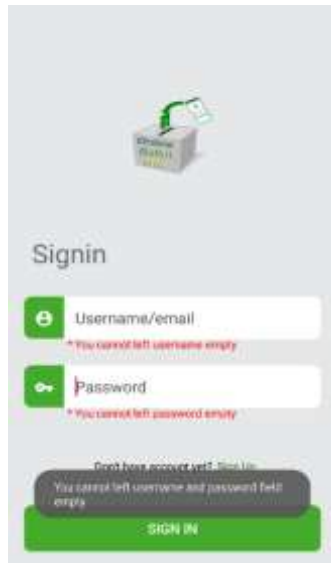 Signin
Username/email
* You cannot left username empty
Password
* You cannot left password empty
Don't have account yet? Sign Up
You cannot left username and password field
empty
SIGN IN